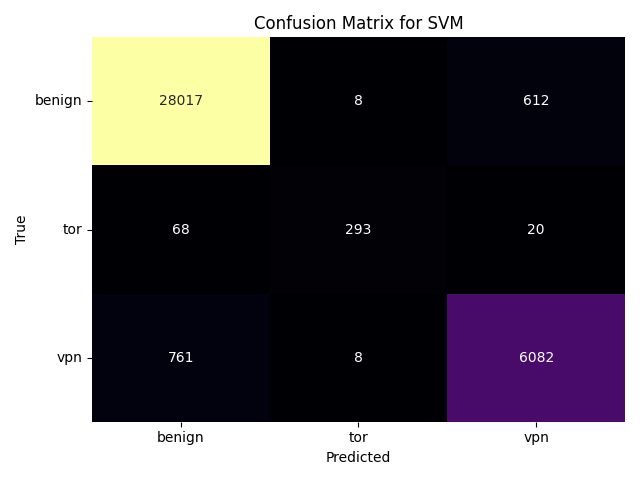 Confusion Matrix for SVM
True
benign 28017 8 612
tor 68 293 20
vpn 761 8 6082
benign tor vpn
Predicted